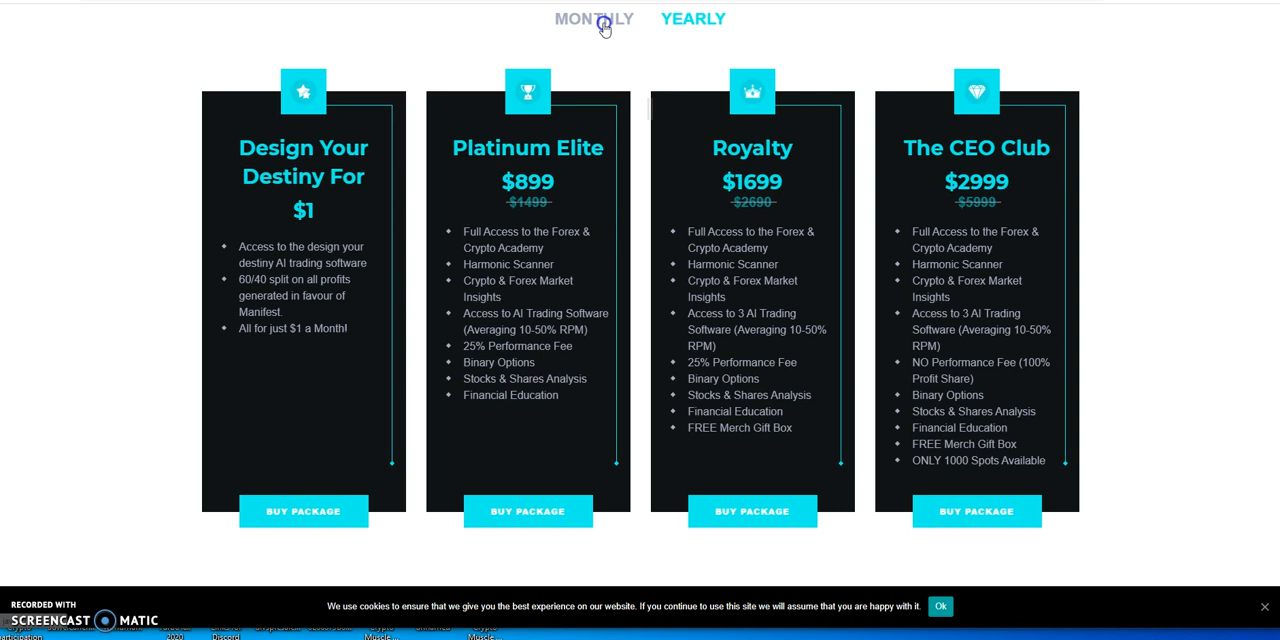 MONTHLY YEARLY
Design Your
Destiny For
$1
Access to the design your
destiny AI trading software
60/40 split on all profits
generated in favour of
Manifest.
All for just $1 a Month!
BUY PACKAGE
Platinum Elite
$899
$1499
Full Access to the Forex &
Crypto Academy
Harmonic Scanner
Crypto & Forex Market
Insights
Access to AI Trading Software
(Averaging 10-50% RPM)
25% Performance Fee
Binary Options
Stocks & Shares Analysis
Financial Education
BUY PACKAGE
Royalty
$1699
$2690
Full Access to the Forex &
Crypto Academy
Harmonic Scanner
Crypto & Forex Market
Insights
Access to 3 AI Trading
Software (Averaging 10-50%
RPM)
25% Performance Fee
Binary Options
Stocks & Shares Analysis
Financial Education
FREE Merch Gift Box
BUY PACKAGE
The CEO Club
$2999
$5999
Full Access to the Forex &
Crypto Academy
Harmonic Scanner
Crypto & Forex Market
Insights
Access to 3 AI Trading
Software (Averaging 10-50%
RPM)
NO Performance Fee (100%
Profit Share)
Binary Options
Stocks & Shares Analysis
Financial Education
FREE Merch Gift Box
ONLY 1000 Spots Available
BUY PACKAGE
We use cookies to ensure that we give you the best experience on our website. If you continue to use this site we will assume that you are happy with it. Ok
RECORDED WITH
SCREENCAST MATIC
2020 Discord Muscle... Muscle...